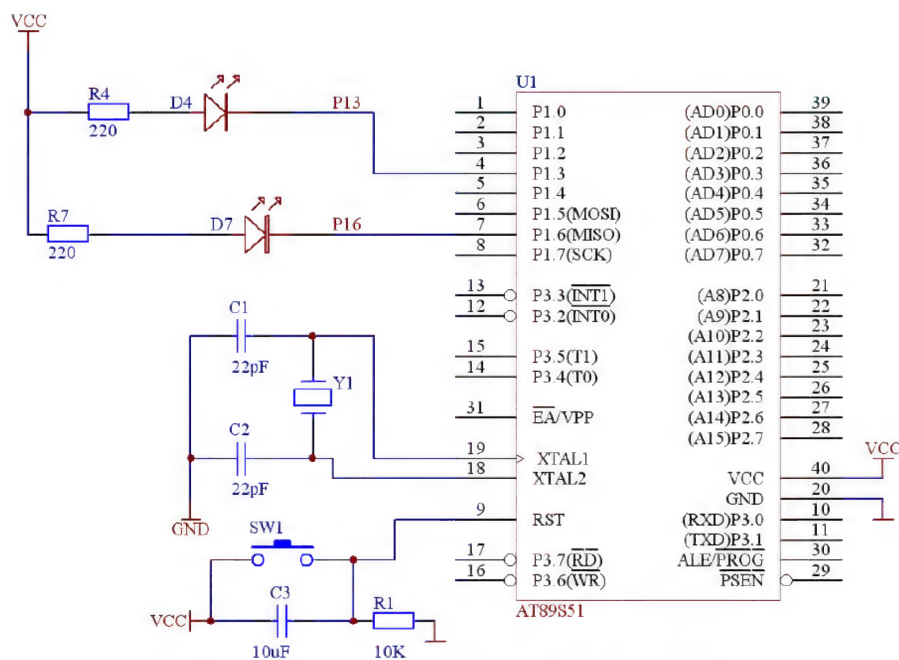 VCC
R4
220
D4
P13
R7
220
D7
P16
C1
22pF
Y1
C2
22pF
GND
SW1
VCC
C3
10uF
R1
10K
U1
1 P1.0 (AD0)P0.0 39
2 P1.1 (AD1)P0.1 38
3 P1.2 (AD2)P0.2 37
4 P1.3 (AD3)P0.3 36
5 P1.4 (AD4)P0.4 35
6 P1.5(MOSI) (AD5)P0.5 34
7 P1.6(MISO) (AD6)P0.6 33
8 P1.7(SCK) (AD7)P0.7 32
13 P3.3(INT1) (A8)P2.0 21
12 P3.2(INT0) (A9)P2.1 22
(A10)P2.2 23
15 P3.5(T1) (A11)P2.3 24
14 P3.4(T0) (A12)P2.4 25
(A13)P2.5 26
31 EA/VPP (A14)P2.6 27
(A15)P2.7 28
19 XTAL1
18 XTAL2 VCC 40 VCC
GND 20
9 RST (RXD)P3.0 10
(TXD)P3.1 11
17 P3.7(RD) ALE/PROG 30
16 P3.6(WR) PSEN 29
AT89S51